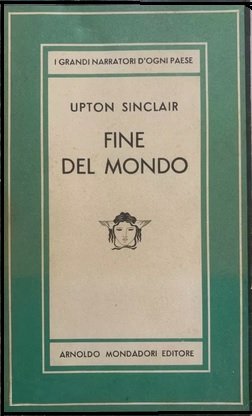 I GRANDI NARRATORI D'OGNI PAESE
UPTON SINCLAIR
FINE
DEL MONDO
ARNOLDO MONDADORI EDITORE